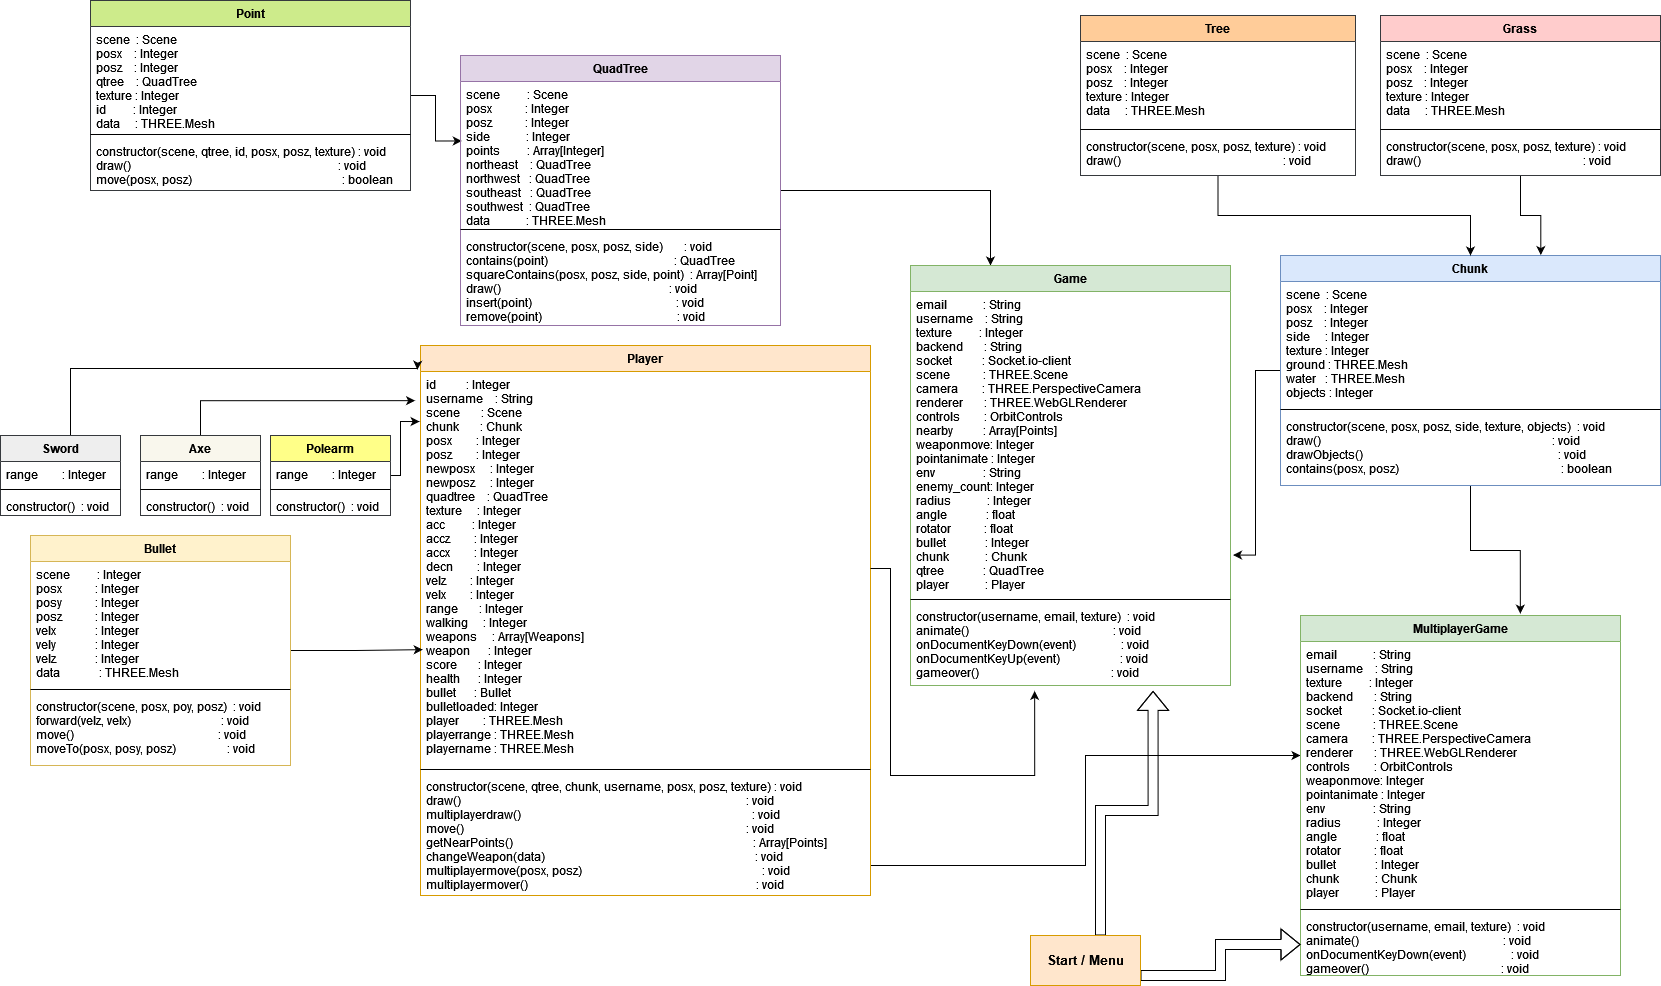 Point
scene : Scene
posx : Integer
posz : Integer
qtree : QuadTree
texture : Integer
id : Integer
data : THREE.Mesh
constructor(scene, qtree, id, posx, posz, texture) : void
draw() : void
move(posx, posz) : boolean
QuadTree
scene : Scene
posx : Integer
posz : Integer
side : Integer
points : Array[Integer]
northeast : QuadTree
northwest : QuadTree
southeast : QuadTree
southwest : QuadTree
data : THREE.Mesh
constructor(scene, posx, posz, side) : void
contains(point) : QuadTree
squareContains(posx, posz, side, point) : Array[Point]
draw() : void
insert(point) : void
remove(point) : void
Tree
scene : Scene
posx : Integer
posz : Integer
texture : Integer
data : THREE.Mesh
constructor(scene, posx, posz, texture) : void
draw() : void
Grass
scene : Scene
posx : Integer
posz : Integer
texture : Integer
data : THREE.Mesh
constructor(scene, posx, posz, texture) : void
draw() : void
Game
email : String
username : String
texture : Integer
backend : String
socket : Socket.io-client
scene : THREE.Scene
camera : THREE.PerspectiveCamera
renderer : THREE.WebGLRenderer
controls : OrbitControls
nearby : Array[Points]
weaponmove: Integer
pointanimate : Integer
env : String
enemy_count: Integer
radius : Integer
angle : float
rotator : float
bullet : Integer
chunk : Chunk
qtree : QuadTree
player : Player
constructor(username, email, texture) : void
animate() : void
onDocumentKeyDown(event) : void
onDocumentKeyUp(event) : void
gameover() : void
Chunk
scene : Scene
posx : Integer
posz : Integer
side : Integer
texture : Integer
ground : THREE.Mesh
water : THREE.Mesh
objects : Integer
constructor(scene, posx, posz, side, texture, objects) : void
draw() : void
drawObjects() : void
contains(posx, posz) : boolean
Player
id : Integer
username : String
scene : Scene
chunk : Chunk
posx : Integer
posz : Integer
newposx : Integer
newposz : Integer
quadtree : QuadTree
texture : Integer
acc : Integer
accz : Integer
accx : Integer
decn : Integer
velz : Integer
velx : Integer
range : Integer
walking : Integer
weapons : Array[Weapons]
weapon : Integer
score : Integer
health : Integer
bullet : Bullet
bulletloaded: Integer
player : THREE.Mesh
playerrange : THREE.Mesh
playername : THREE.Mesh
constructor(scene, qtree, chunk, username, posx, posz, texture) : void
draw() : void
multiplayerdraw() : void
move() : void
getNearPoints() : Array[Points]
changeWeapon(data) : void
multiplayermove(posx, posz) : void
multiplayermover() : void
Sword
range : Integer
constructor() : void
Axe
range : Integer
constructor() : void
Polearm
range : Integer
constructor() : void
Bullet
scene : Integer
posx : Integer
posy : Integer
posz : Integer
velx : Integer
vely : Integer
velz : Integer
data : THREE.Mesh
constructor(scene, posx, poy, posz) : void
forward(velz, velx) : void
move() : void
moveTo(posx, posy, posz) : void
MultiplayerGame
email : String
username : String
texture : Integer
backend : String
socket : Socket.io-client
scene : THREE.Scene
camera : THREE.PerspectiveCamera
renderer : THREE.WebGLRenderer
controls : OrbitControls
weaponmove: Integer
pointanimate : Integer
env : String
radius : Integer
angle : float
rotator : float
bullet : Integer
chunk : Chunk
player : Player
constructor(username, email, texture) : void
animate() : void
onDocumentKeyDown(event) : void
gameover() : void
Start / Menu